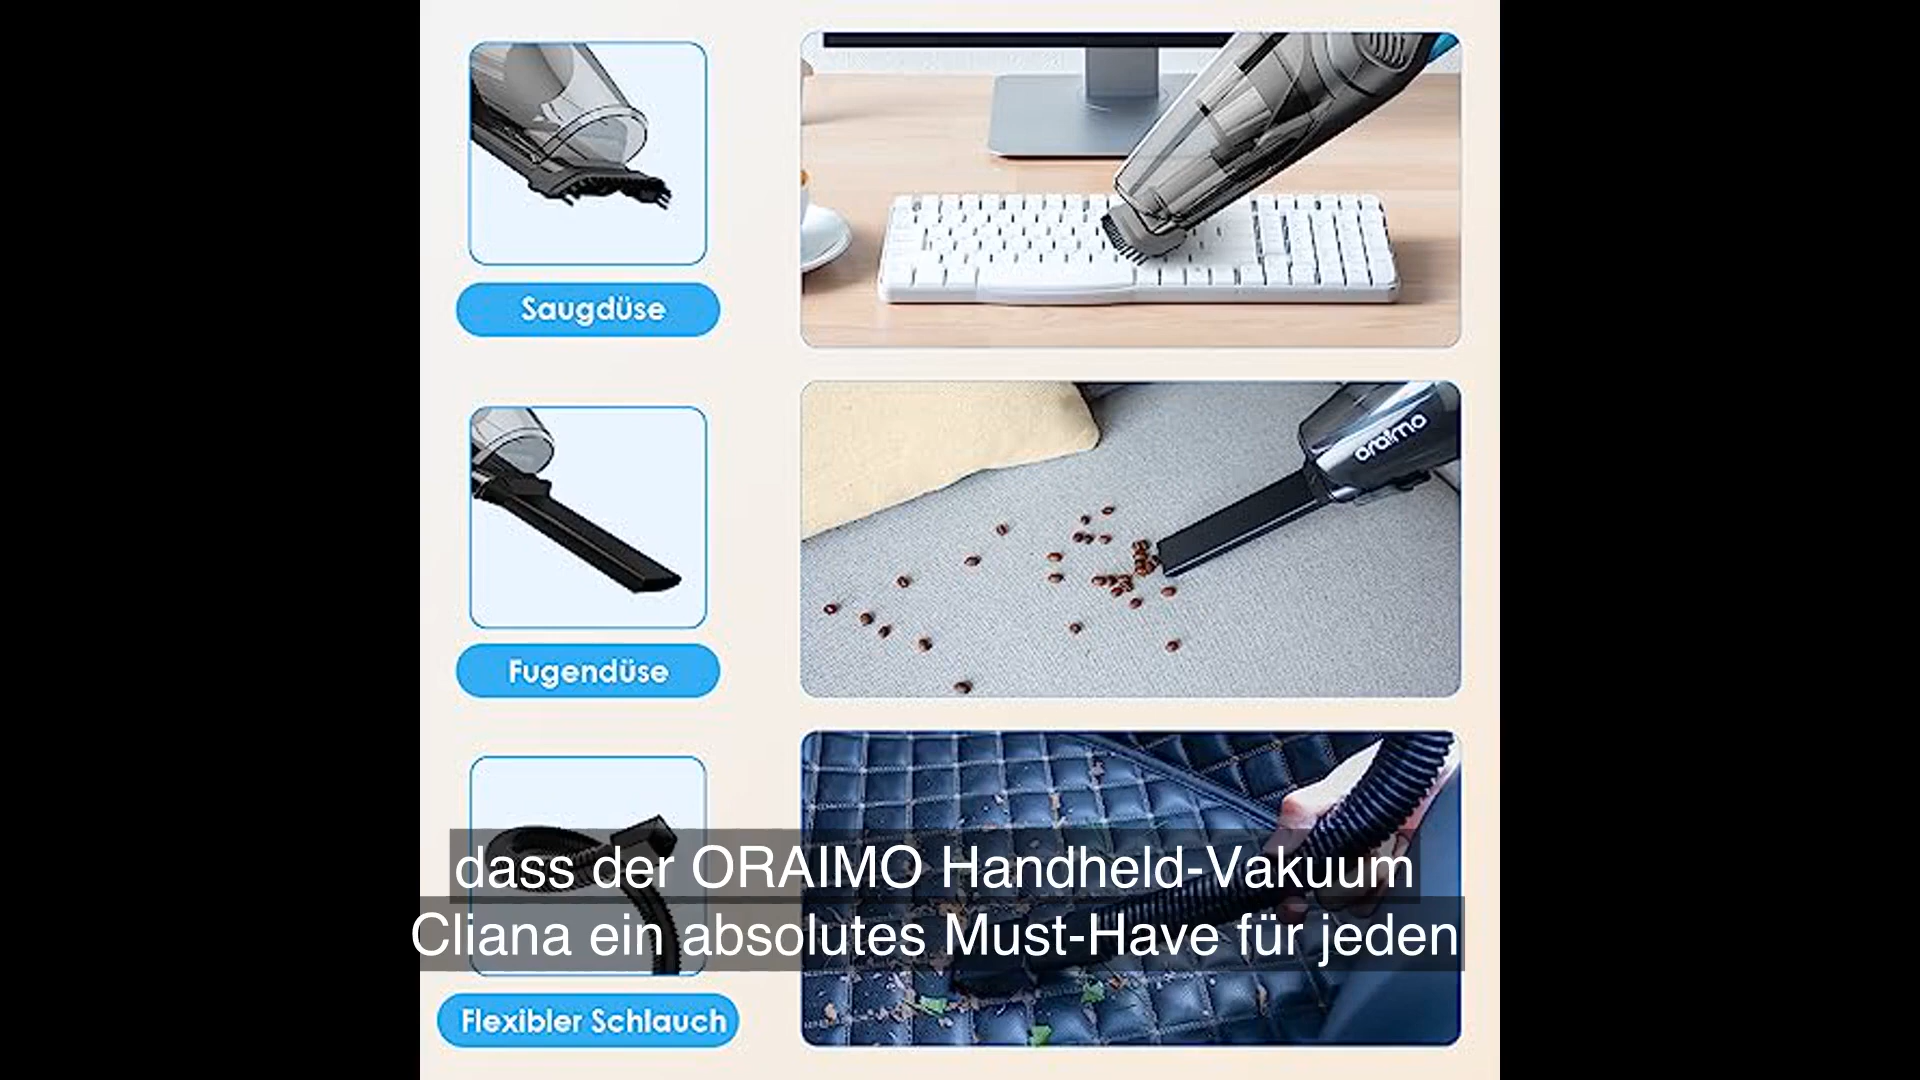 Saugdüse
oraimo
Fugendüse
dass der ORAIMO Handheld-Vakuum
Cliana ein absolutes Must-Have für jeden
Flexibler Schlauch